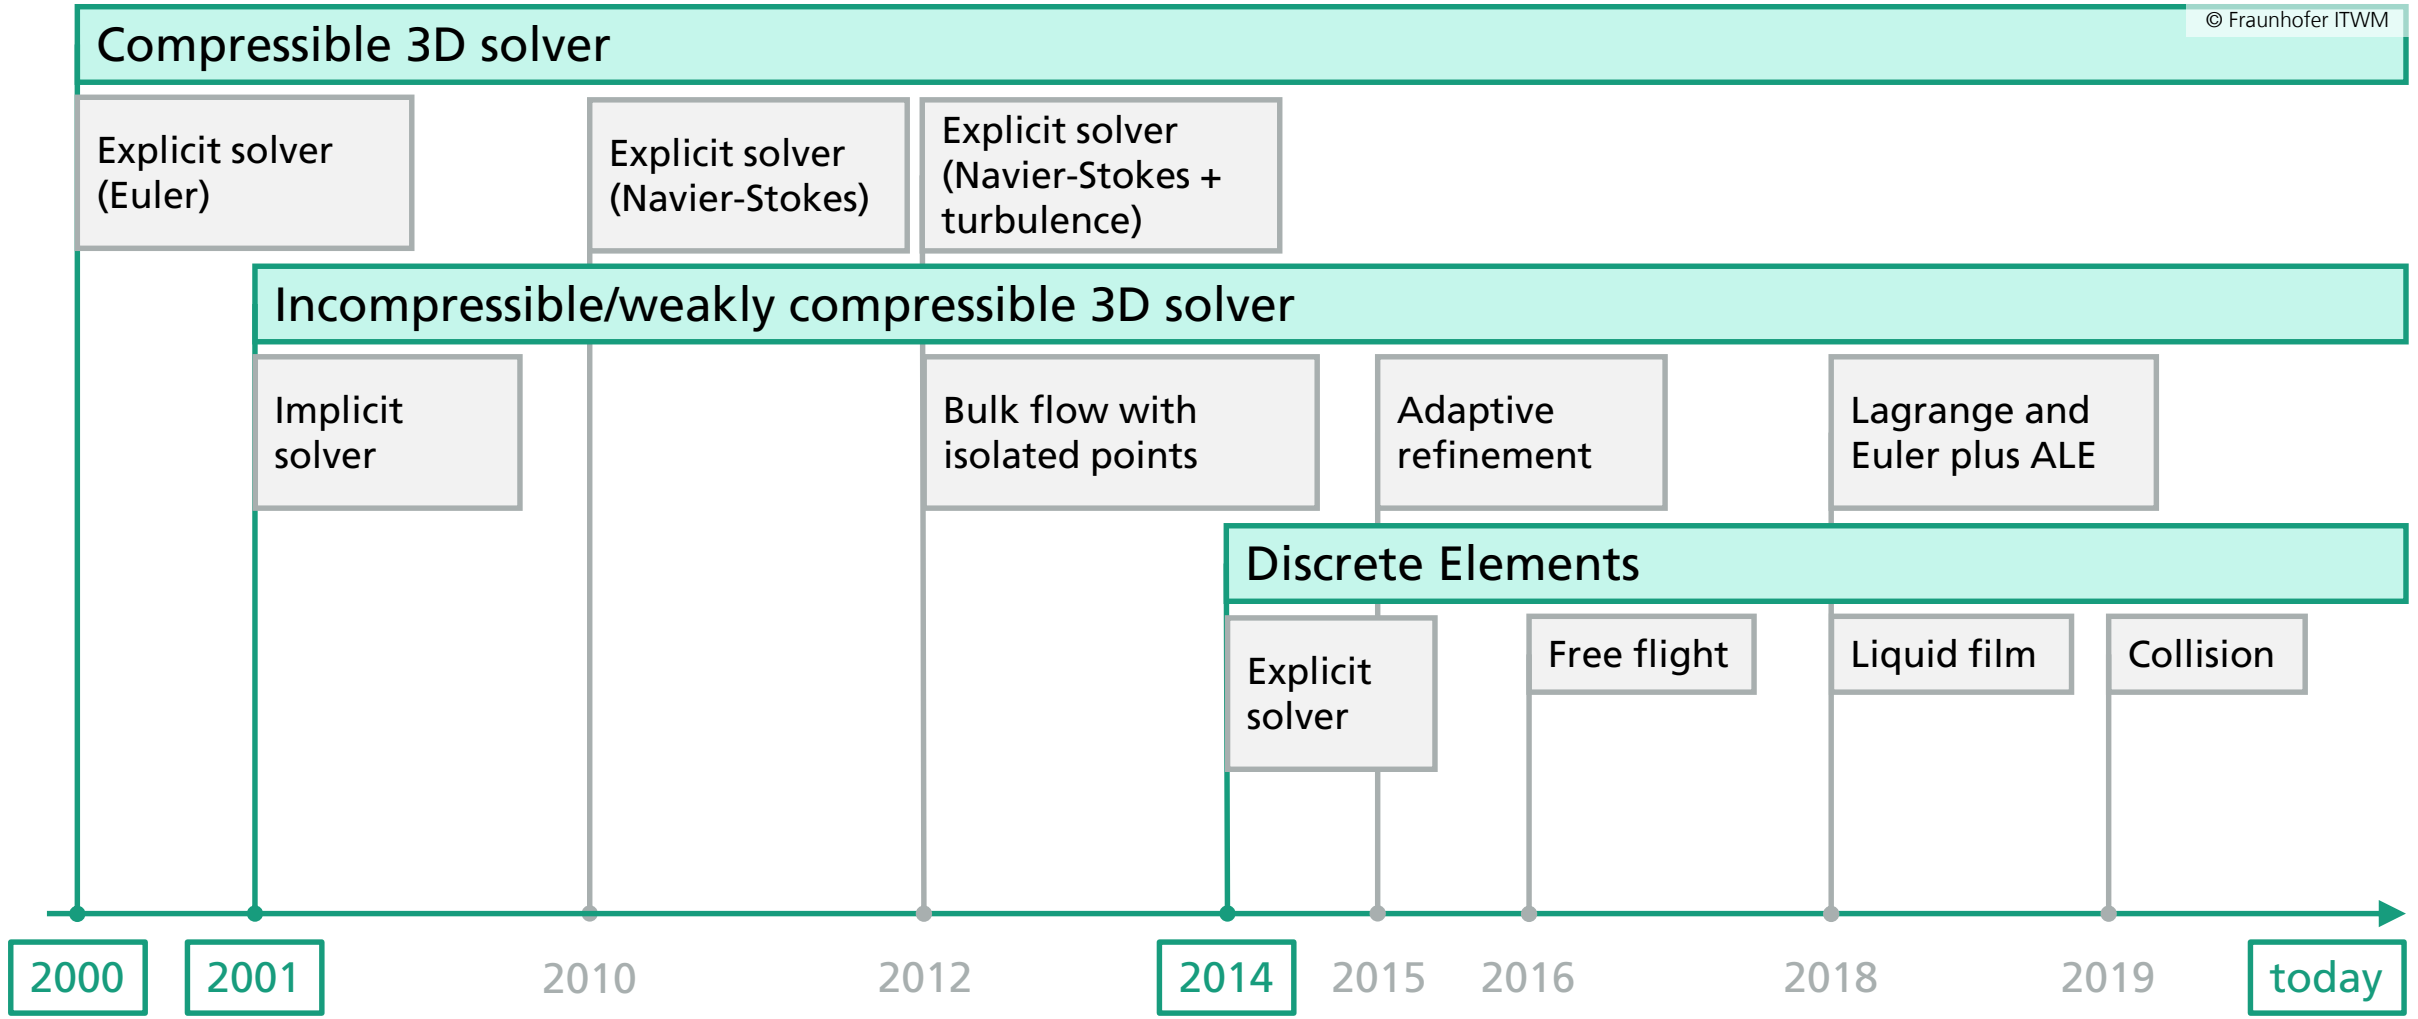 © Fraunhofer ITWM
Compressible 3D solver
Explicit solver
(Euler)
Explicit solver
(Navier-Stokes)
Explicit solver
(Navier-Stokes +
turbulence)
Incompressible/weakly compressible 3D solver
Implicit
solver
Bulk flow with
isolated points
Adaptive
refinement
Lagrange and
Euler plus ALE
Discrete Elements
Explicit
solver
Free flight
Liquid film
Collision
2000
2001
2010
2012
2014
2015
2016
2018
2019
today